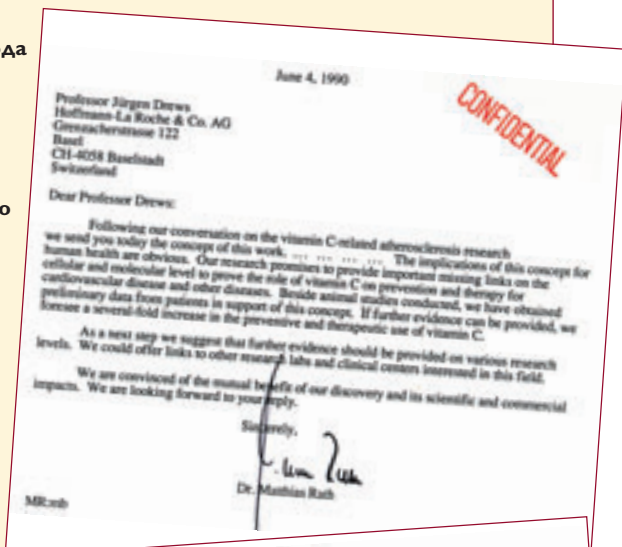 ода
о
June 4, 1990
CONFIDENTIAL
Professor Jürgen Drews
Hoffmann-La Roche & Co. AG
Grenzacherstrasse 122
Basel
CH-4058 Baselstadt
Switzerland
Dear Professor Drews:
Following our conversation on the vitamin C-related atherosclerosis research
we send you today the concept of this work. ... ... ... ... The implications of this concept for
human health are obvious. Our research promises to provide important missing links on the
cellular and molecular level to prove the role of vitamin C on prevention and therapy for
cardiovascular disease and other diseases. Beside animal studies conducted, we have obtained
preliminary data from patients in support of this concept. If further evidence can be provided, we
foresee a several-fold increase in the preventive and therapeutic use of vitamin C.
As a next step we suggest that further evidence should be provided on various research
levels. We could offer links to other research labs and clinical centers interested in this field.
We are convinced of the mutual benefit of our discovery and its scientific and commercial
impacts. We are looking forward to your reply.
Sincerely,
Dr. Matthias Rath
MR:mb